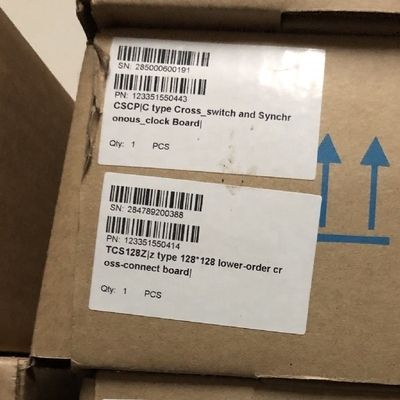 SN: 285000600191
PN: 123351550443
CSCP|C type Cross_switch and Synchr
onous_clock Board|
Qty: 1 PCS
SN: 284789200388
PN: 123351550414
TCS128Z|z type 128*128 lower-order cr
oss-connect board|
Qty: 1 PCS